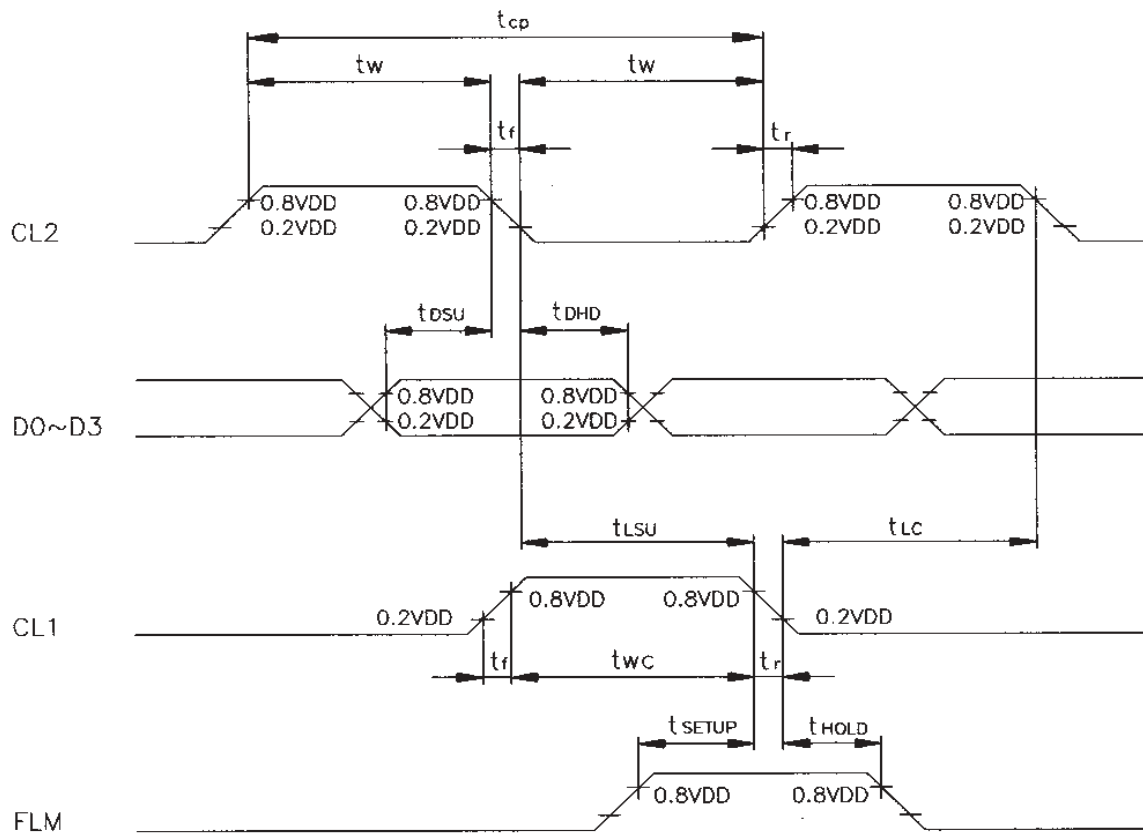 tcp
tw tw
tf tr
CL2 0.8VDD 0.8VDD 0.8VDD 0.8VDD
0.2VDD 0.2VDD 0.2VDD 0.2VDD
tDSU tDHD
0.8VDD 0.8VDD
D0~D3 0.2VDD 0.2VDD
tLSU tLC
0.8VDD 0.8VDD
CL1 0.2VDD 0.2VDD
tf twc tr
tSETUP tHOLD
0.8VDD 0.8VDD
FLM